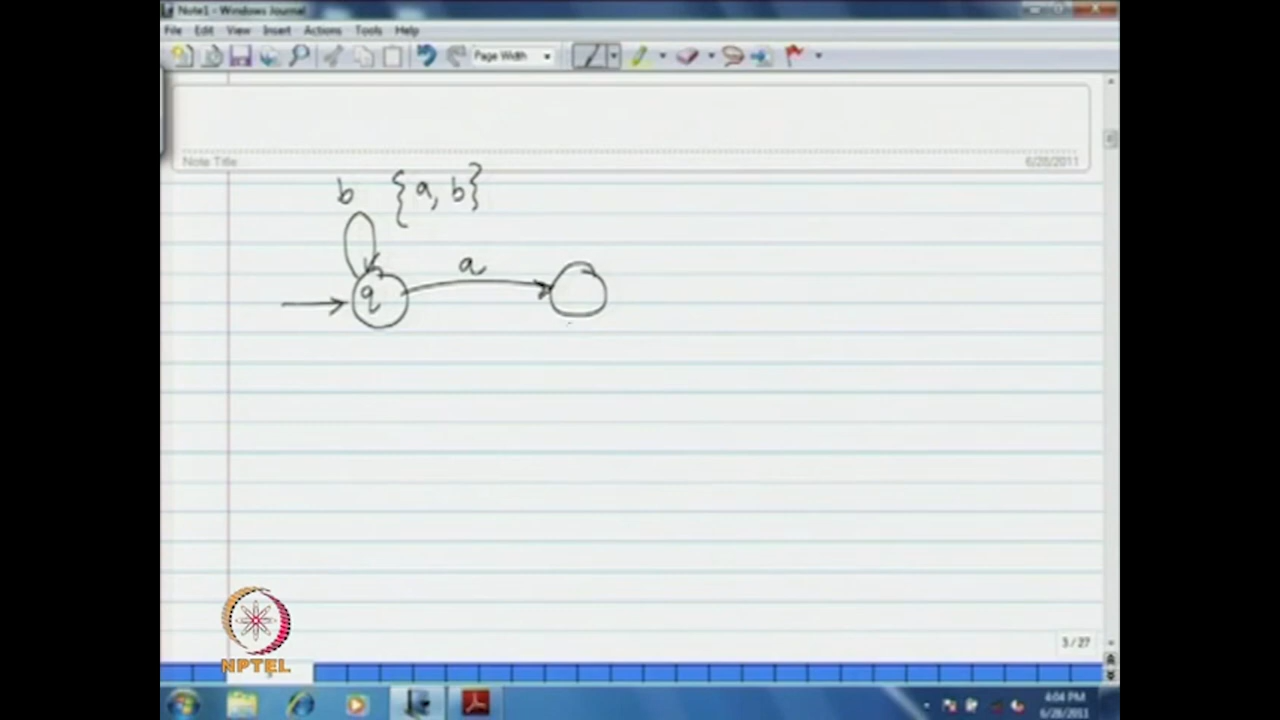 Note1 - Windows Journal
File Edit View Insert Actions Tools Help
Page Width
Note Title
6/28/2011
b {a, b}
a
q
3 / 27
NPTEL
4:04 PM
6/28/2011